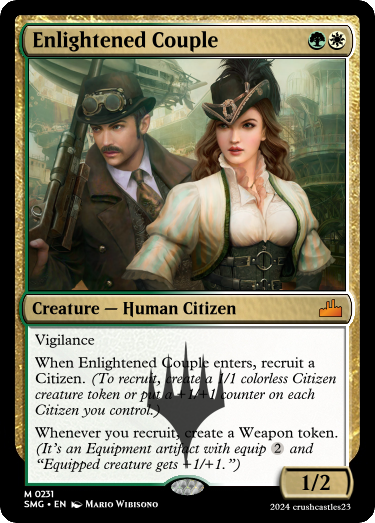 Enlightened Couple
Creature — Human Citizen
Vigilance
When Enlightened Couple enters, recruit a
Citizen. (To recruit, create a 1/1 colorless Citizen
creature token or put a +1/+1 counter on each
Citizen you control.)
Whenever you recruit, create a Weapon token.
(It's an Equipment artifact with equip 2 and
“Equipped creature gets +1/+1.”)
1/2
M 0231
SMG • EN Mario Wibisono
2024 crushcastles23